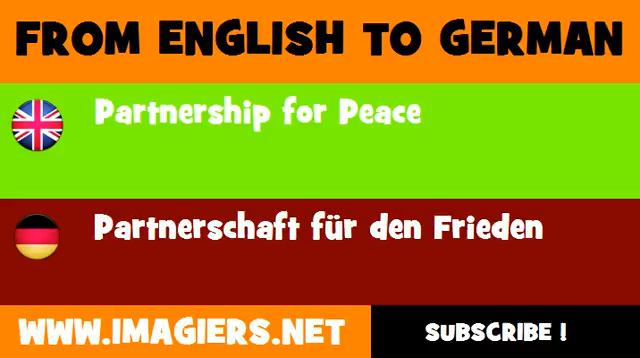 FROM ENGLISH TO GERMAN
Partnership for Peace
Partnerschaft für den Frieden
WWW.IMAGIERS.NET
SUBSCRIBE !